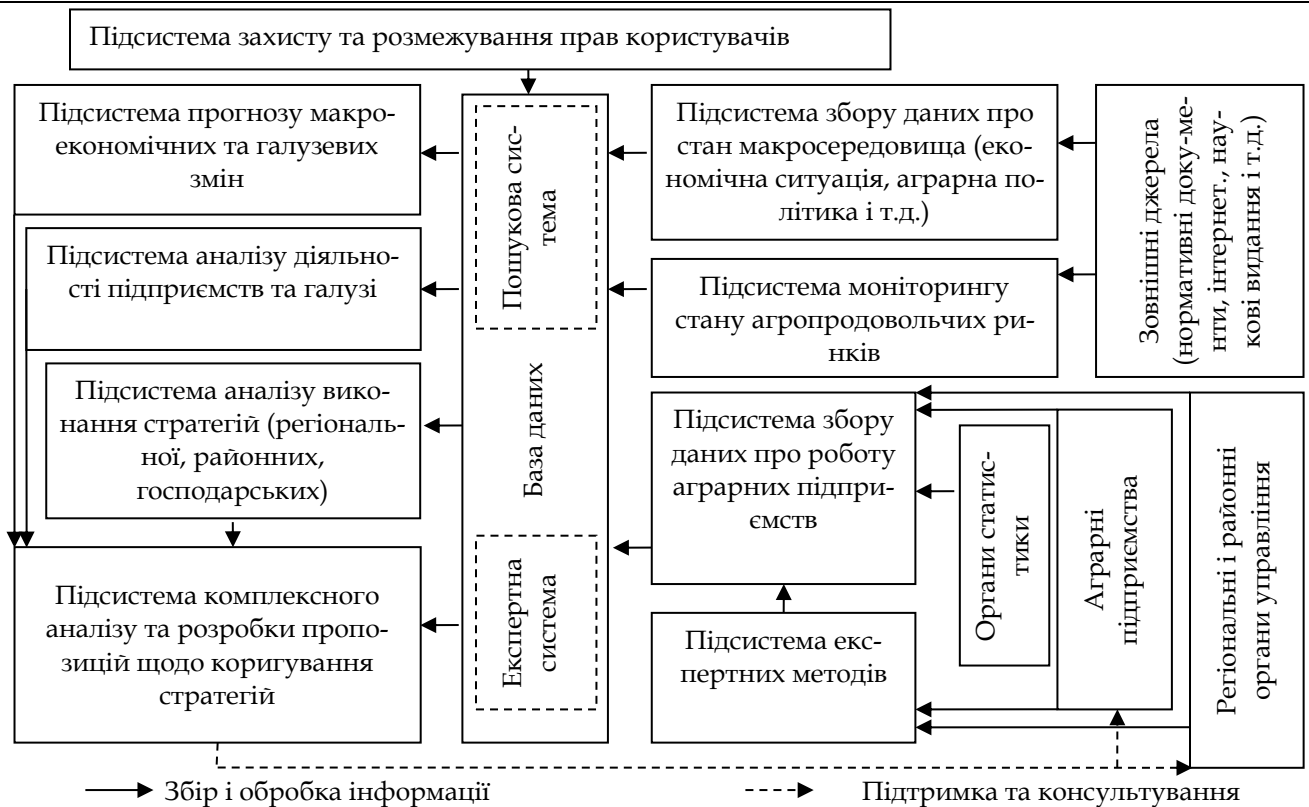 Підсистема захисту та розмежування прав користувачів
Підсистема прогнозу макро-
економічних та галузевих
змін
Підсистема аналізу діяльно-
сті підприємств та галузі
Підсистема аналізу вико-
нання стратегій (регіональ-
ної, районних,
господарських)
Підсистема комплексного
аналізу та розробки пропо-
зицій щодо коригування
стратегій
Пошукова сис-
тема
База даних
Експертна
система
Підсистема збору даних про
стан макросередовища (еко-
номічна ситуація, аграрна по-
літика і т.д.)
Підсистема моніторингу
стану агропродовольчих ри-
нків
Підсистема збору
даних про роботу
аграрних підпри-
ємств
Підсистема екс-
пертних методів
Зовнішні джерела
(нормативні доку-ме-
нти, інтернет., нау-
кові видання і т.д.)
Органи статис-
тики
Аграрні
підприємства
Регіональні і районні
органи управління
Збір і обробка інформації
Підтримка та консультування